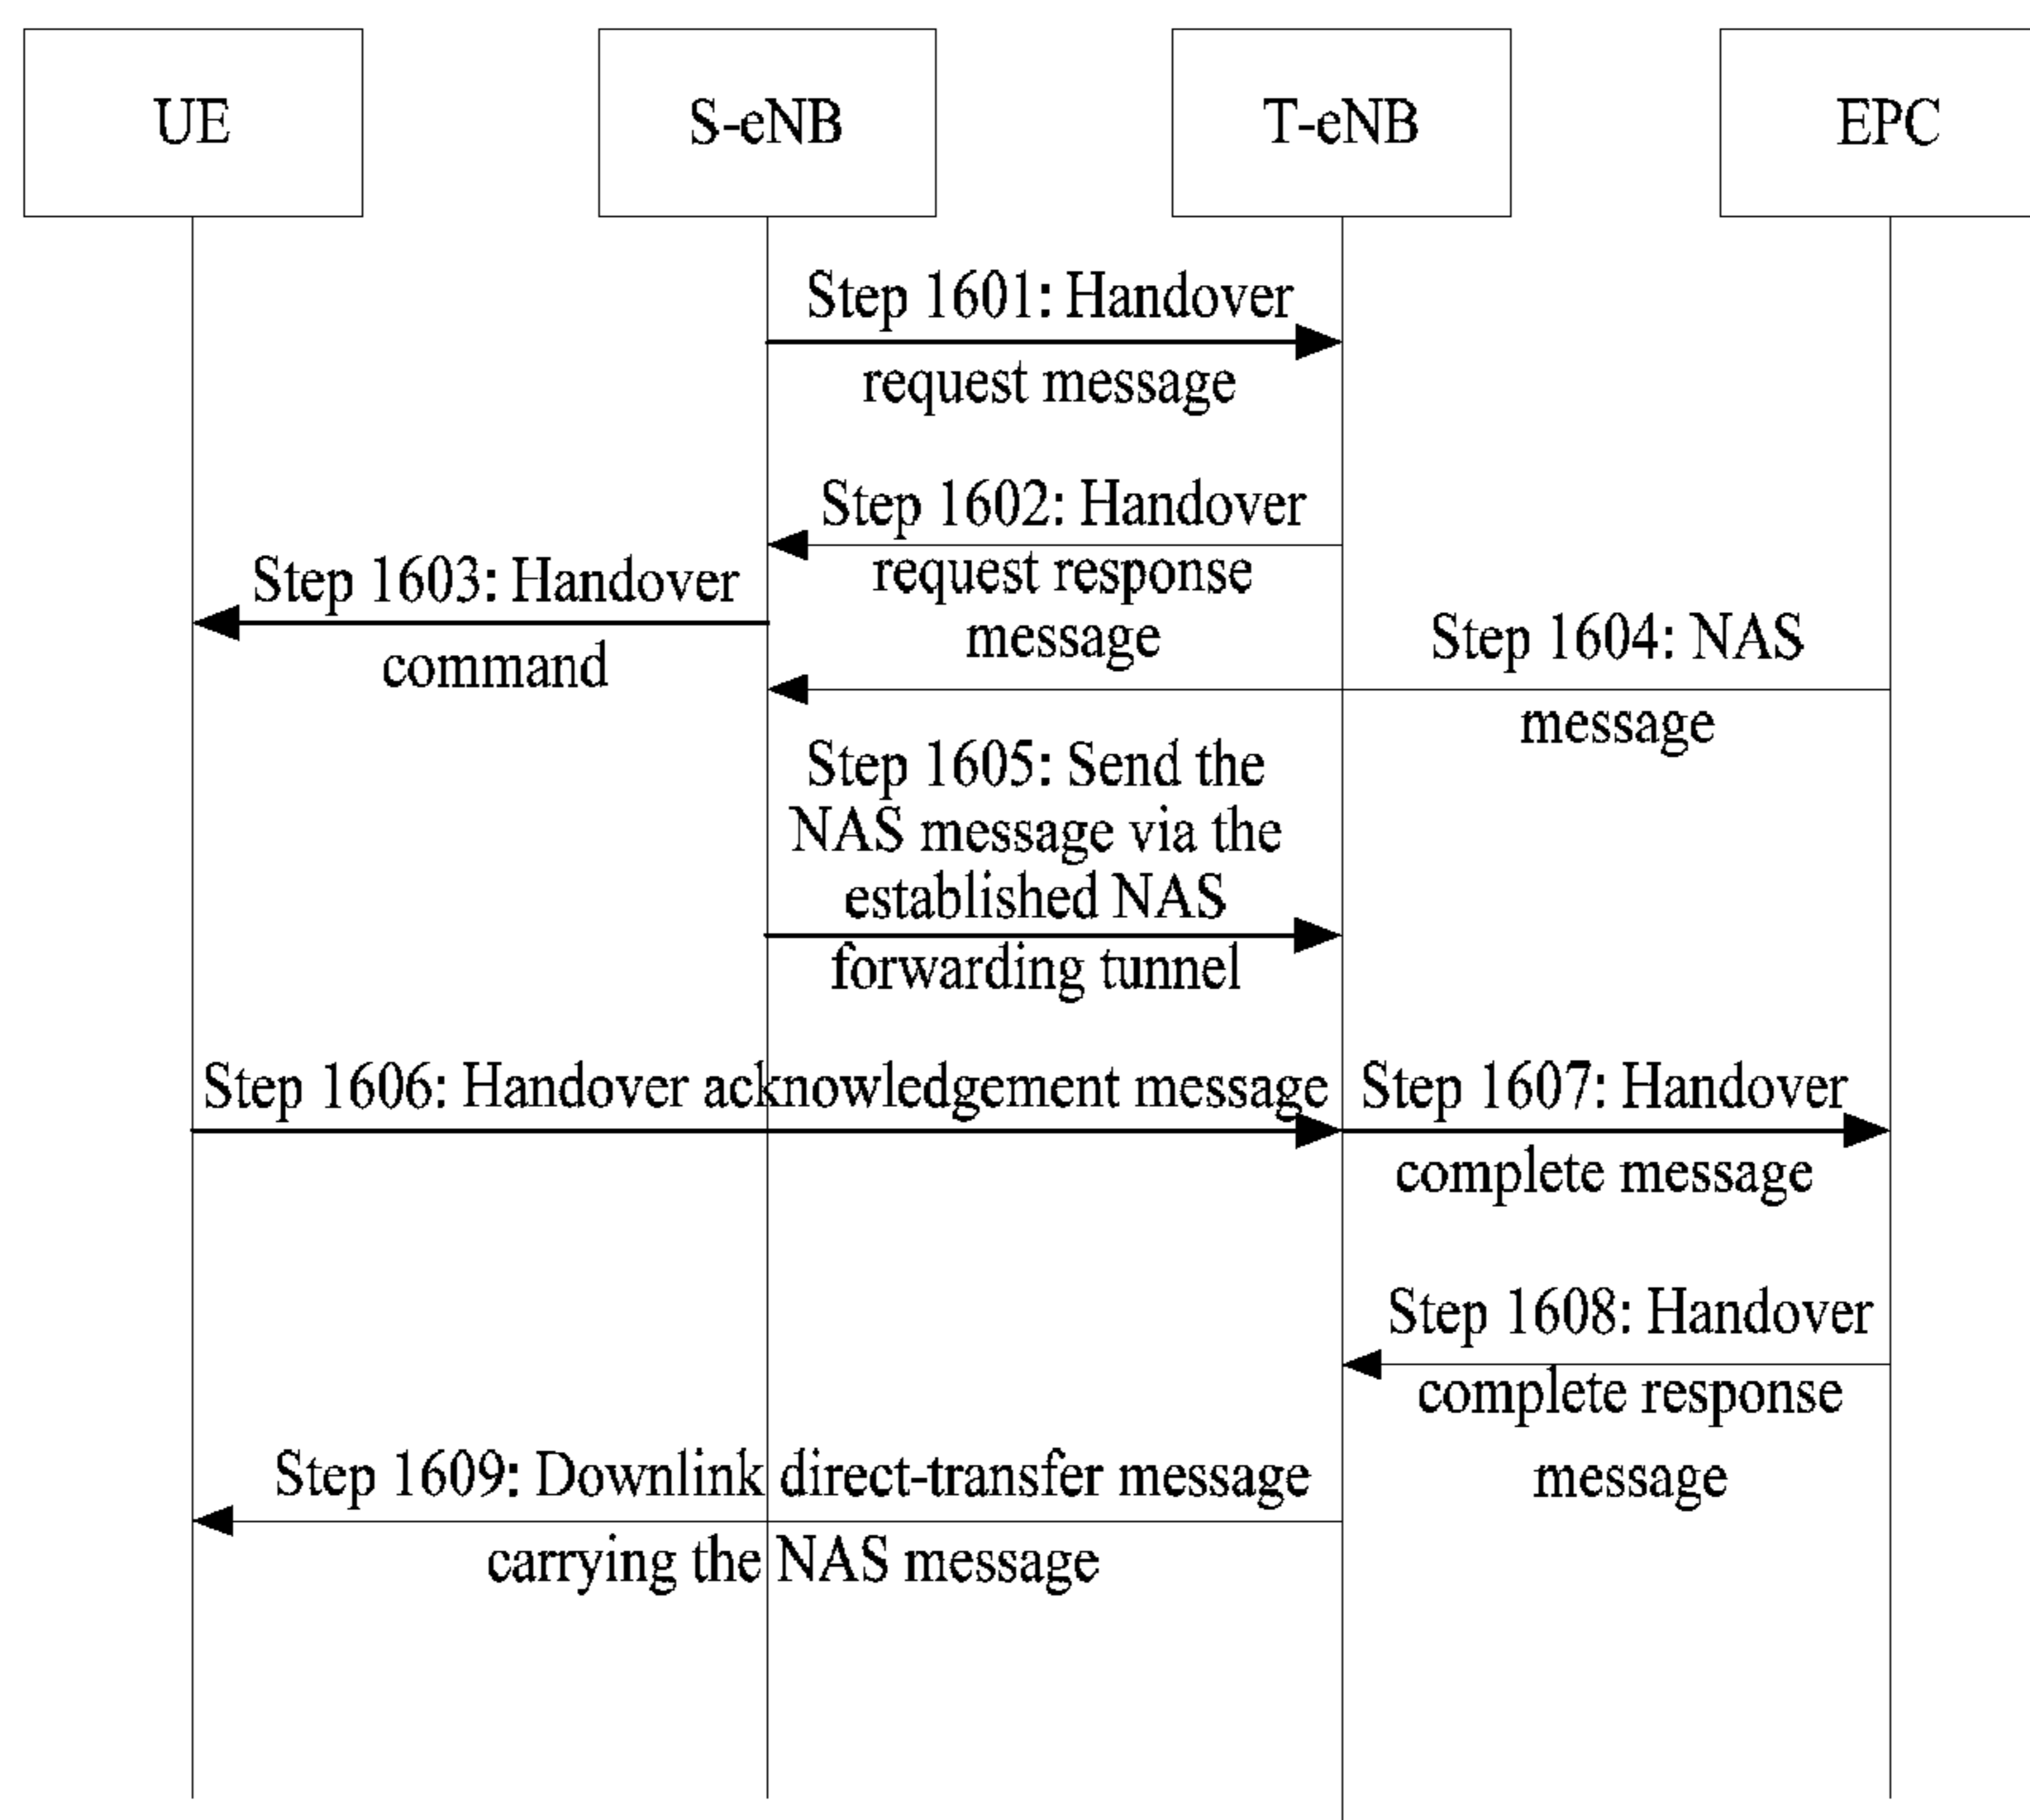 UE
S-eNB
T-eNB
EPC
Step 1601: Handover
request message
Step 1602: Handover
request response
message
Step 1603: Handover
command
Step 1604: NAS
message
Step 1605: Send the
NAS message via the
established NAS
forwarding tunnel
Step 1606: Handover acknowledgement message
Step 1607: Handover
complete message
Step 1608: Handover
complete response
message
Step 1609: Downlink direct-transfer message
carrying the NAS message